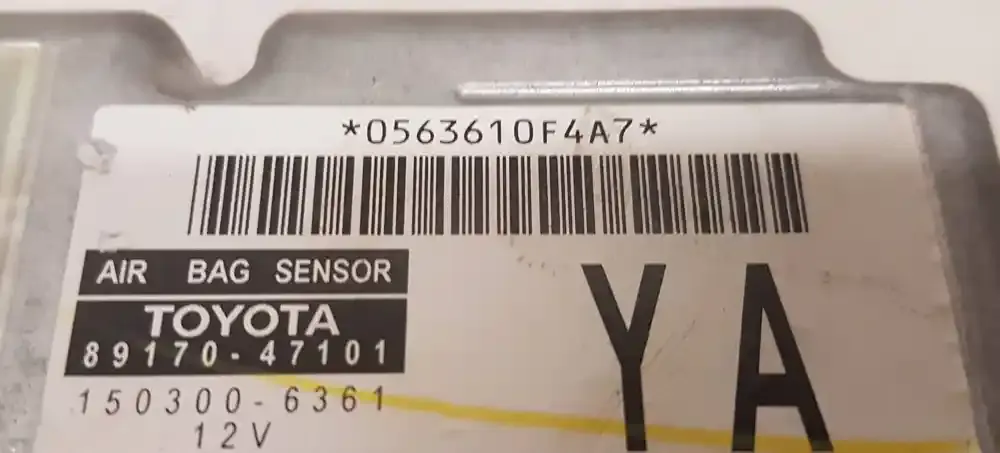 *0563610F4A7*
AIR BAG SENSOR
TOYOTA
89170-47101
150300-6361
12V
YA